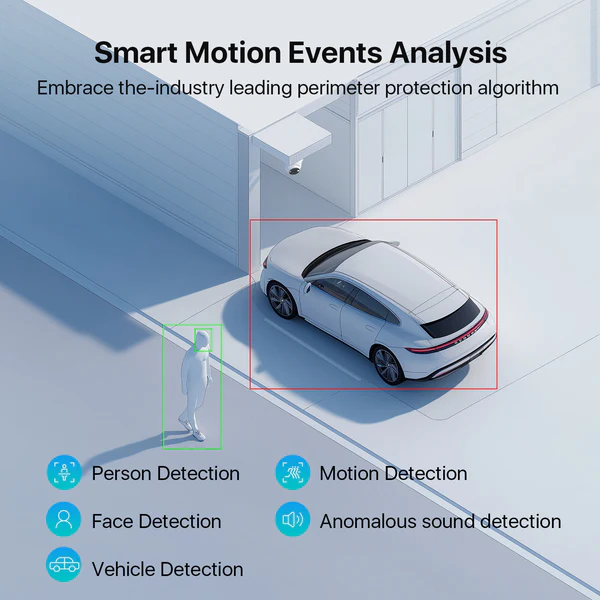 Smart Motion Events Analysis
Embrace the-industry leading perimeter protection algorithm
Person Detection
Motion Detection
Face Detection
Anomalous sound detection
Vehicle Detection